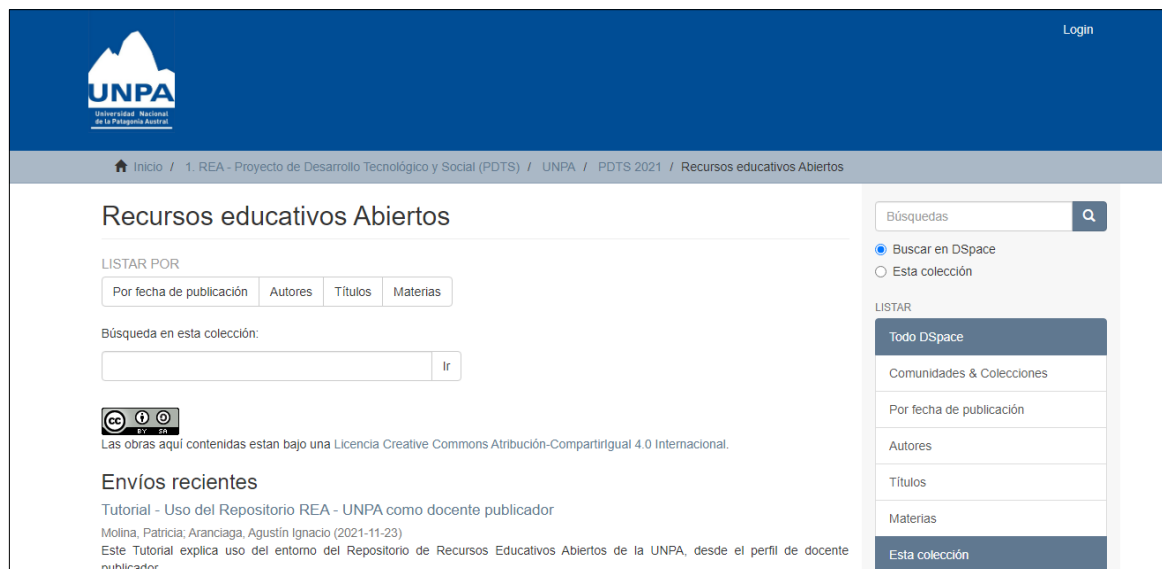 Login
UNPA
Universidad Nacional
de la Patagonia Austral
Inicio / 1. REA - Proyecto de Desarrollo Tecnológico y Social (PDTS) / UNPA / PDTS 2021 / Recursos educativos Abiertos
Recursos educativos Abiertos
LISTAR POR
Por fecha de publicación Autores Títulos Materias
Búsqueda en esta colección:
Ir
cc BY SA
Las obras aquí contenidas estan bajo una Licencia Creative Commons Atribución-CompartirIgual 4.0 Internacional.
Envíos recientes
Tutorial - Uso del Repositorio REA - UNPA como docente publicador
Molina, Patricia; Aranciaga, Agustín Ignacio (2021-11-23)
Este Tutorial explica uso del entorno del Repositorio de Recursos Educativos Abiertos de la UNPA, desde el perfil de docente
publicador
Búsquedas
Buscar en DSpace
Esta colección
LISTAR
Todo DSpace
Comunidades & Colecciones
Por fecha de publicación
Autores
Títulos
Materias
Esta colección